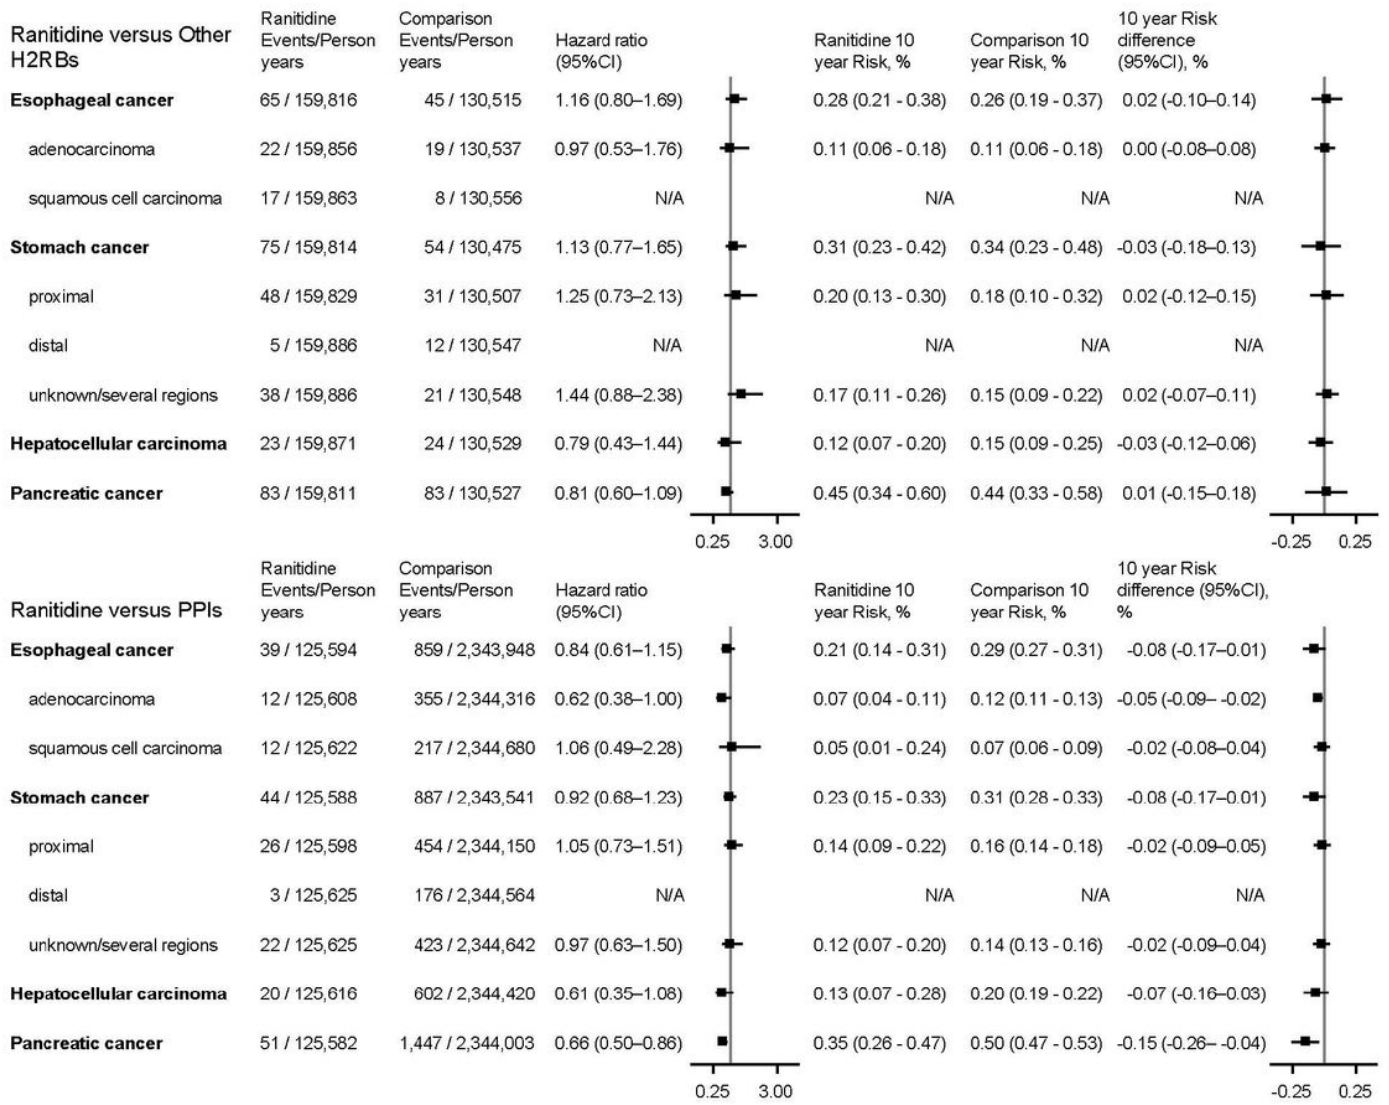 Ranitidine versus Other H2RBs | Ranitidine Events/Person years | Comparison Events/Person years | Hazard ratio (95%CI) | Ranitidine 10 year Risk, % | Comparison 10 year Risk, % | 10 year Risk difference (95%CI), %
Esophageal cancer 65 / 159,816 45 / 130,515 1.16 (0.80–1.69) 0.28 (0.21 - 0.38) 0.26 (0.19 - 0.37) 0.02 (-0.10–0.14)
adenocarcinoma 22 / 159,856 19 / 130,537 0.97 (0.53–1.76) 0.11 (0.06 - 0.18) 0.11 (0.06 - 0.18) 0.00 (-0.08–0.08)
squamous cell carcinoma 17 / 159,863 8 / 130,556 N/A N/A N/A N/A
Stomach cancer 75 / 159,814 54 / 130,475 1.13 (0.77–1.65) 0.31 (0.23 - 0.42) 0.34 (0.23 - 0.48) -0.03 (-0.18–0.13)
proximal 48 / 159,829 31 / 130,507 1.25 (0.73–2.13) 0.20 (0.13 - 0.30) 0.18 (0.10 - 0.32) 0.02 (-0.12–0.15)
distal 5 / 159,886 12 / 130,547 N/A N/A N/A N/A
unknown/several regions 38 / 159,886 21 / 130,548 1.44 (0.88–2.38) 0.17 (0.11 - 0.26) 0.15 (0.09 - 0.22) 0.02 (-0.07–0.11)
Hepatocellular carcinoma 23 / 159,871 24 / 130,529 0.79 (0.43–1.44) 0.12 (0.07 - 0.20) 0.15 (0.09 - 0.25) -0.03 (-0.12–0.06)
Pancreatic cancer 83 / 159,811 83 / 130,527 0.81 (0.60–1.09) 0.45 (0.34 - 0.60) 0.44 (0.33 - 0.58) 0.01 (-0.15–0.18)
0.25 3.00 -0.25 0.25
Ranitidine versus PPIs | Ranitidine Events/Person years | Comparison Events/Person years | Hazard ratio (95%CI) | Ranitidine 10 year Risk, % | Comparison 10 year Risk, % | 10 year Risk difference (95%CI), %
Esophageal cancer 39 / 125,594 859 / 2,343,948 0.84 (0.61–1.15) 0.21 (0.14 - 0.31) 0.29 (0.27 - 0.31) -0.08 (-0.17–0.01)
adenocarcinoma 12 / 125,608 355 / 2,344,316 0.62 (0.38–1.00) 0.07 (0.04 - 0.11) 0.12 (0.11 - 0.13) -0.05 (-0.09– -0.02)
squamous cell carcinoma 12 / 125,622 217 / 2,344,680 1.06 (0.49–2.28) 0.05 (0.01 - 0.24) 0.07 (0.06 - 0.09) -0.02 (-0.08–0.04)
Stomach cancer 44 / 125,588 887 / 2,343,541 0.92 (0.68–1.23) 0.23 (0.15 - 0.33) 0.31 (0.28 - 0.33) -0.08 (-0.17–0.01)
proximal 26 / 125,598 454 / 2,344,150 1.05 (0.73–1.51) 0.14 (0.09 - 0.22) 0.16 (0.14 - 0.18) -0.02 (-0.09–0.05)
distal 3 / 125,625 176 / 2,344,564 N/A N/A N/A N/A
unknown/several regions 22 / 125,625 423 / 2,344,642 0.97 (0.63–1.50) 0.12 (0.07 - 0.20) 0.14 (0.13 - 0.16) -0.02 (-0.09–0.04)
Hepatocellular carcinoma 20 / 125,616 602 / 2,344,420 0.61 (0.35–1.08) 0.13 (0.07 - 0.28) 0.20 (0.19 - 0.22) -0.07 (-0.16–0.03)
Pancreatic cancer 51 / 125,582 1,447 / 2,344,003 0.66 (0.50–0.86) 0.35 (0.26 - 0.47) 0.50 (0.47 - 0.53) -0.15 (-0.26– -0.04)
0.25 3.00 -0.25 0.25